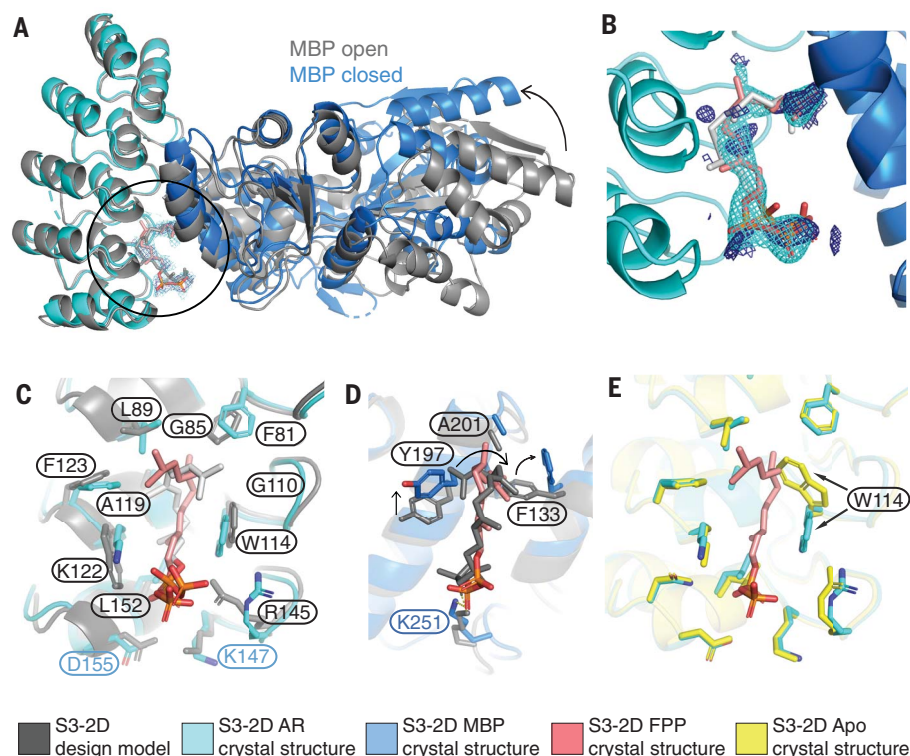 A
MBP open
MBP closed
B
C
L89
G85
F81
F123
A119
G110
K122
W114
L152
R145
D155
K147
D
A201
Y197
F133
K251
E
W114
S3-2D design model
S3-2D AR crystal structure
S3-2D MBP crystal structure
S3-2D FPP crystal structure
S3-2D Apo crystal structure